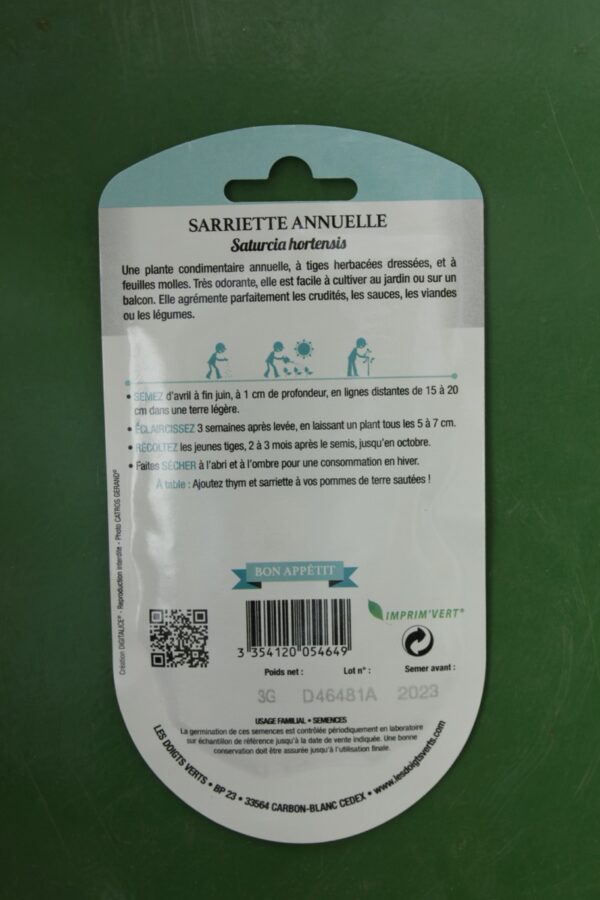 SARRIETTE ANNUELLE
Saturcia hortensis
Une plante condimentaire annuelle, à tiges herbacées dressées, et à
feuilles molles. Très odorante, elle est facile à cultiver au jardin ou sur un
balcon. Elle agrémente parfaitement les crudités, les sauces, les viandes
ou les légumes.
• SEMEZ d'avril à fin juin, à 1 cm de profondeur, en lignes distantes de 15 à 20
cm dans une terre légère.
• ÉCLAIRCISSEZ 3 semaines après levée, en laissant un plant tous les 5 à 7 cm.
• RÉCOLTEZ les jeunes tiges, 2 à 3 mois après le semis, jusqu'en octobre.
• Faites SÉCHER à l'abri et à l'ombre pour une consommation en hiver.
À table : Ajoutez thym et sarriette à vos pommes de terre sautées !
Création DIGITALICE® - Reproduction interdite - Photo CATROS GERAND®
BON APPÉTIT
IMPRIM'VERT®
3 354120 054649
Poids net : Lot n° : Semer avant :
3G D46481A 2023
USAGE FAMILIAL • SEMENCES
La germination de ces semences est contrôlée périodiquement en laboratoire
sur échantillon de référence jusqu'à la date de vente indiquée. Une bonne
conservation doit être assurée jusqu'à l'utilisation finale.
LES DOIGTS VERTS • BP 23 • 33564 CARBON-BLANC CEDEX • www.lesdoigtsverts.com